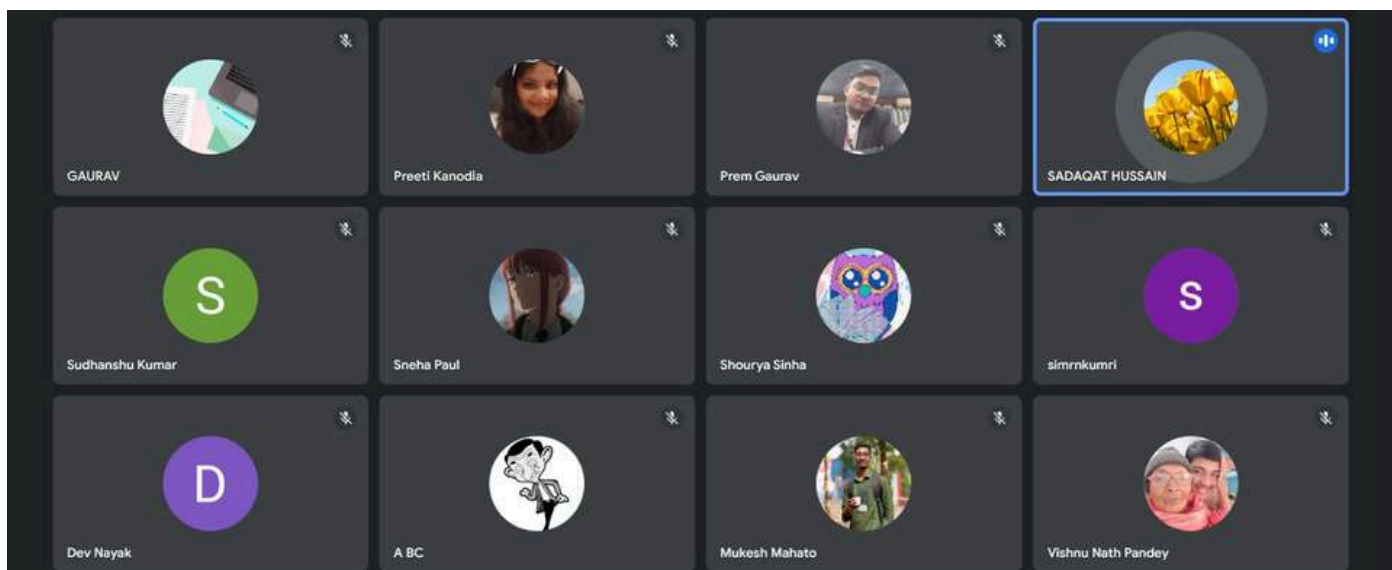 GAURAV
Preeti Kanodia
Prem Gaurav
SADAQAT HUSSAIN
S
Sudhanshu Kumar
Sneha Paul
Shourya Sinha
S
simrnkumri
D
Dev Nayak
A BC
Mukesh Mahato
Vishnu Nath Pandey